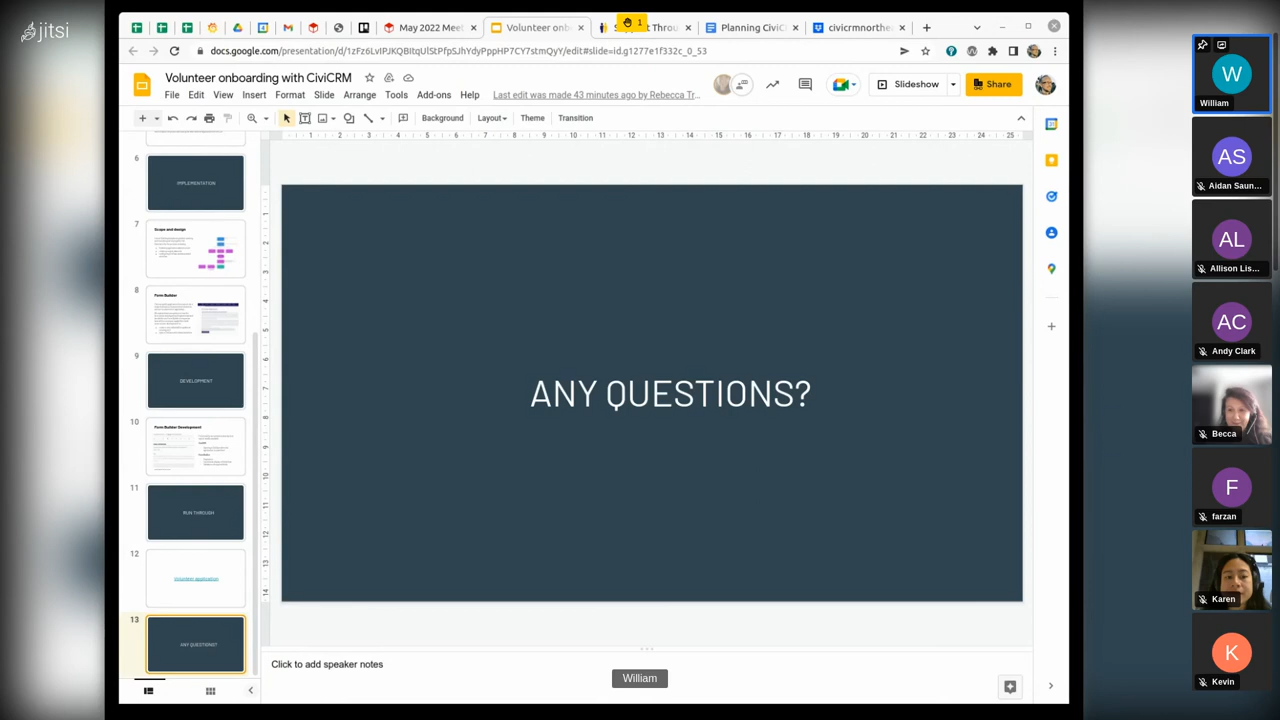 jitsi
May 2022 Meet
Volunteer onb
1
t Throu
Planning CiviC
civicrmnorthe
docs.google.com/presentation/d/1zFz6LvIPJKQBItqUlStPfpSJhYdyPppHP7CY7stmQyY/edit#slide=id.g1277e1f332c_0_53
Volunteer onboarding with CiviCRM
File Edit View Insert Format Slide Arrange Tools Add-ons Help
Last edit was made 43 minutes ago by Rebecca Tr...
Slideshow
Share
Background Layout Theme Transition
6
IMPLEMENTATION
7
Scope and design
8
Form Builder
9
DEVELOPMENT
10
Form Builder Development
11
RUN THROUGH
12
Volunteer application
13
ANY QUESTIONS?
ANY QUESTIONS?
Click to add speaker notes
William
W
William
AS
Aidan Saun...
AL
Allison Lis...
AC
Andy Clark
Becca
F
farzan
Karen
K
Kevin